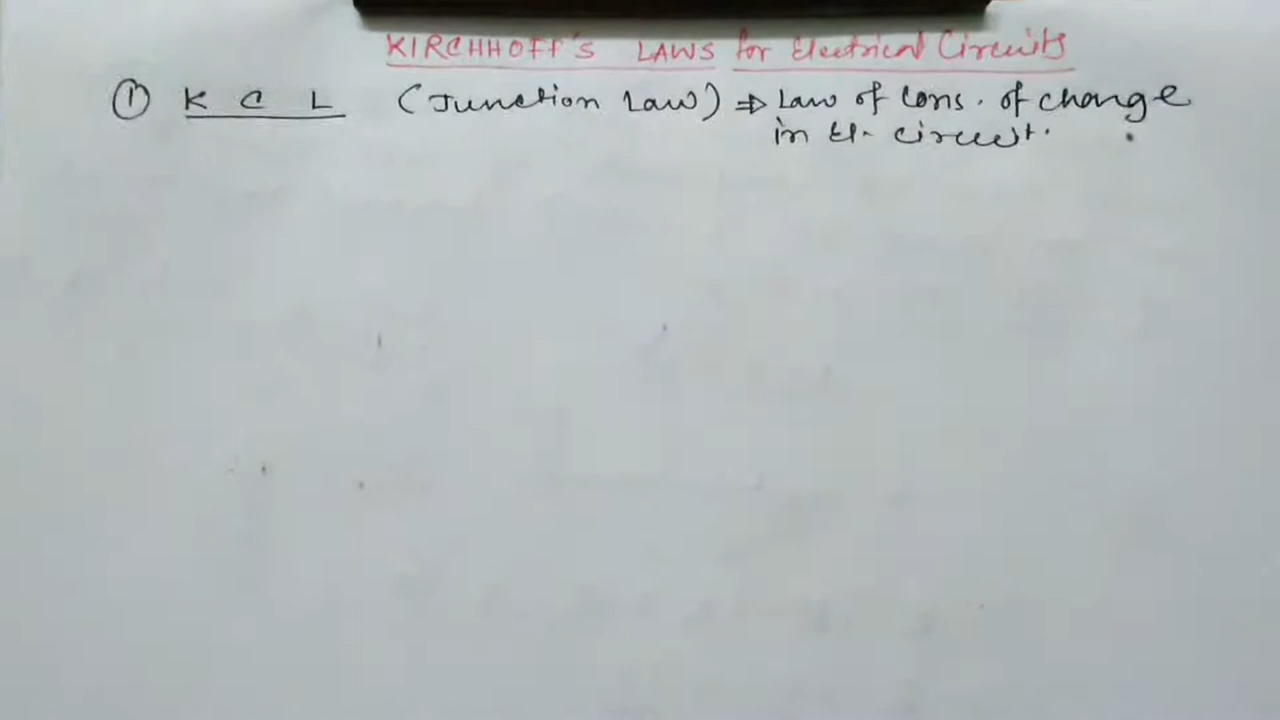 KIRCHHOFF'S LAWS for Electrical Circuits
① K C L (Junction Law) ⇒ Law of Cons. of charge
in El. circuit.